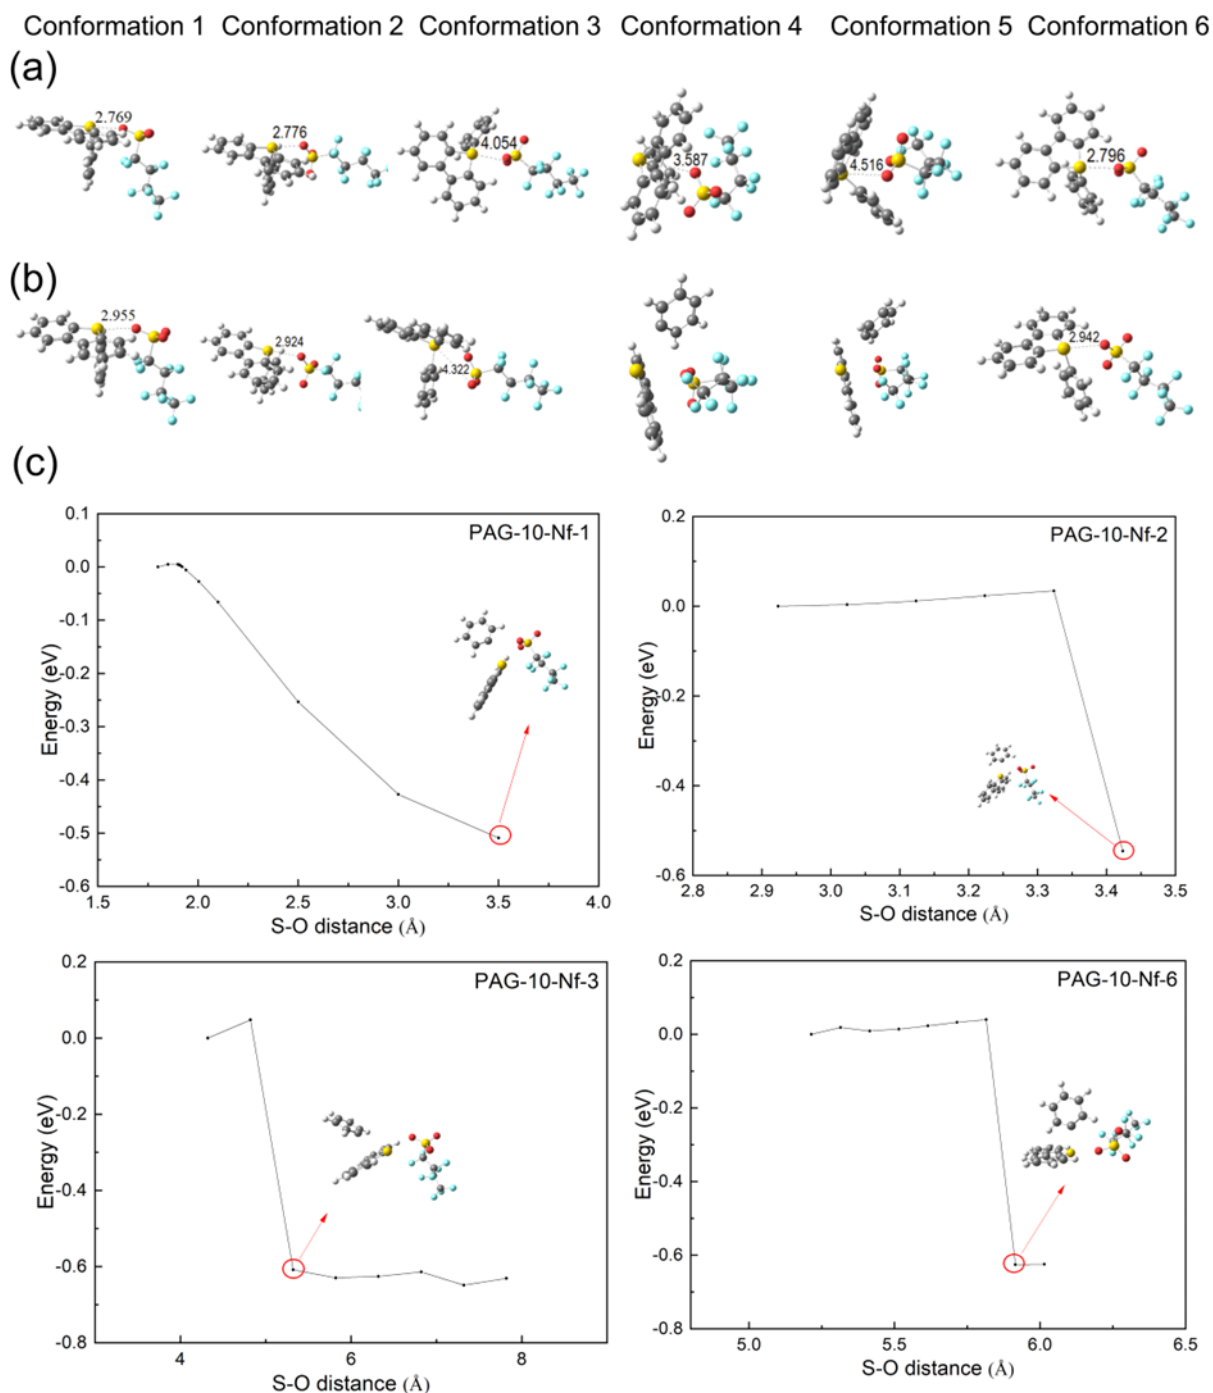 Conformation 1 Conformation 2 Conformation 3 Conformation 4 Conformation 5 Conformation 6
(a)
2.769 2.776 4.054 3.587 4.516 2.796
(b)
2.955 2.924 4.322 2.942
(c)
PAG-10-Nf-1
0.1
0.0
-0.1
-0.2
-0.3
-0.4
-0.5
-0.6
Energy (eV)
1.5 2.0 2.5 3.0 3.5 4.0
S-O distance (Å)
PAG-10-Nf-2
0.2
0.0
-0.2
-0.4
-0.6
Energy (eV)
2.8 2.9 3.0 3.1 3.2 3.3 3.4 3.5
S-O distance (Å)
PAG-10-Nf-3
0.2
0.0
-0.2
-0.4
-0.6
-0.8
Energy (eV)
4 6 8
S-O distance (Å)
PAG-10-Nf-6
0.2
0.0
-0.2
-0.4
-0.6
-0.8
Energy (eV)
5.0 5.5 6.0 6.5
S-O distance (Å)